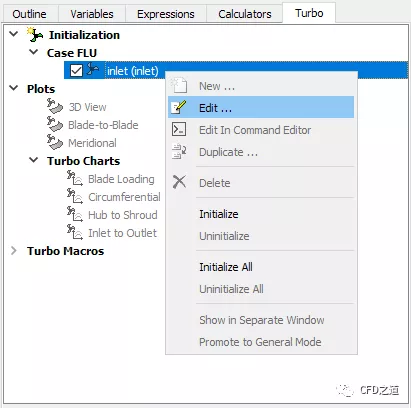 Outline Variables Expressions Calculators Turbo
Initialization
Case FLU
inlet (inlet)
Plots
3D View
Blade-to-Blade
Meridional
Turbo Charts
Blade Loading
Circumferential
Hub to Shroud
Inlet to Outlet
Turbo Macros
New ...
Edit ...
Edit In Command Editor
Duplicate ...
Delete
Initialize
Uninitialize
Initialize All
Uninitialize All
Show in Separate Window
Promote to General Mode
CFD之道